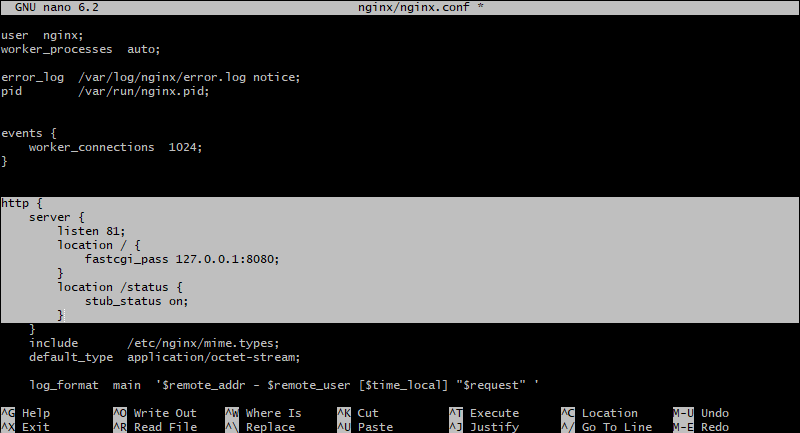 GNU nano 6.2 nginx/nginx.conf *
user  nginx;
worker_processes  auto;
error_log  /var/log/nginx/error.log notice;
pid        /var/run/nginx.pid;
events {
    worker_connections  1024;
}
http {
    server {
        listen 81;
        location / {
            fastcgi_pass 127.0.0.1:8080;
        }
        location /status {
            stub_status on;
        }
    }
    include       /etc/nginx/mime.types;
    default_type  application/octet-stream;
    log_format  main  '$remote_addr - $remote_user [$time_local] "$request" '
^G Help ^O Write Out ^W Where Is ^K Cut ^T Execute ^C Location M-U Undo
^X Exit ^R Read File ^\ Replace ^U Paste ^J Justify ^/ Go To Line M-E Redo